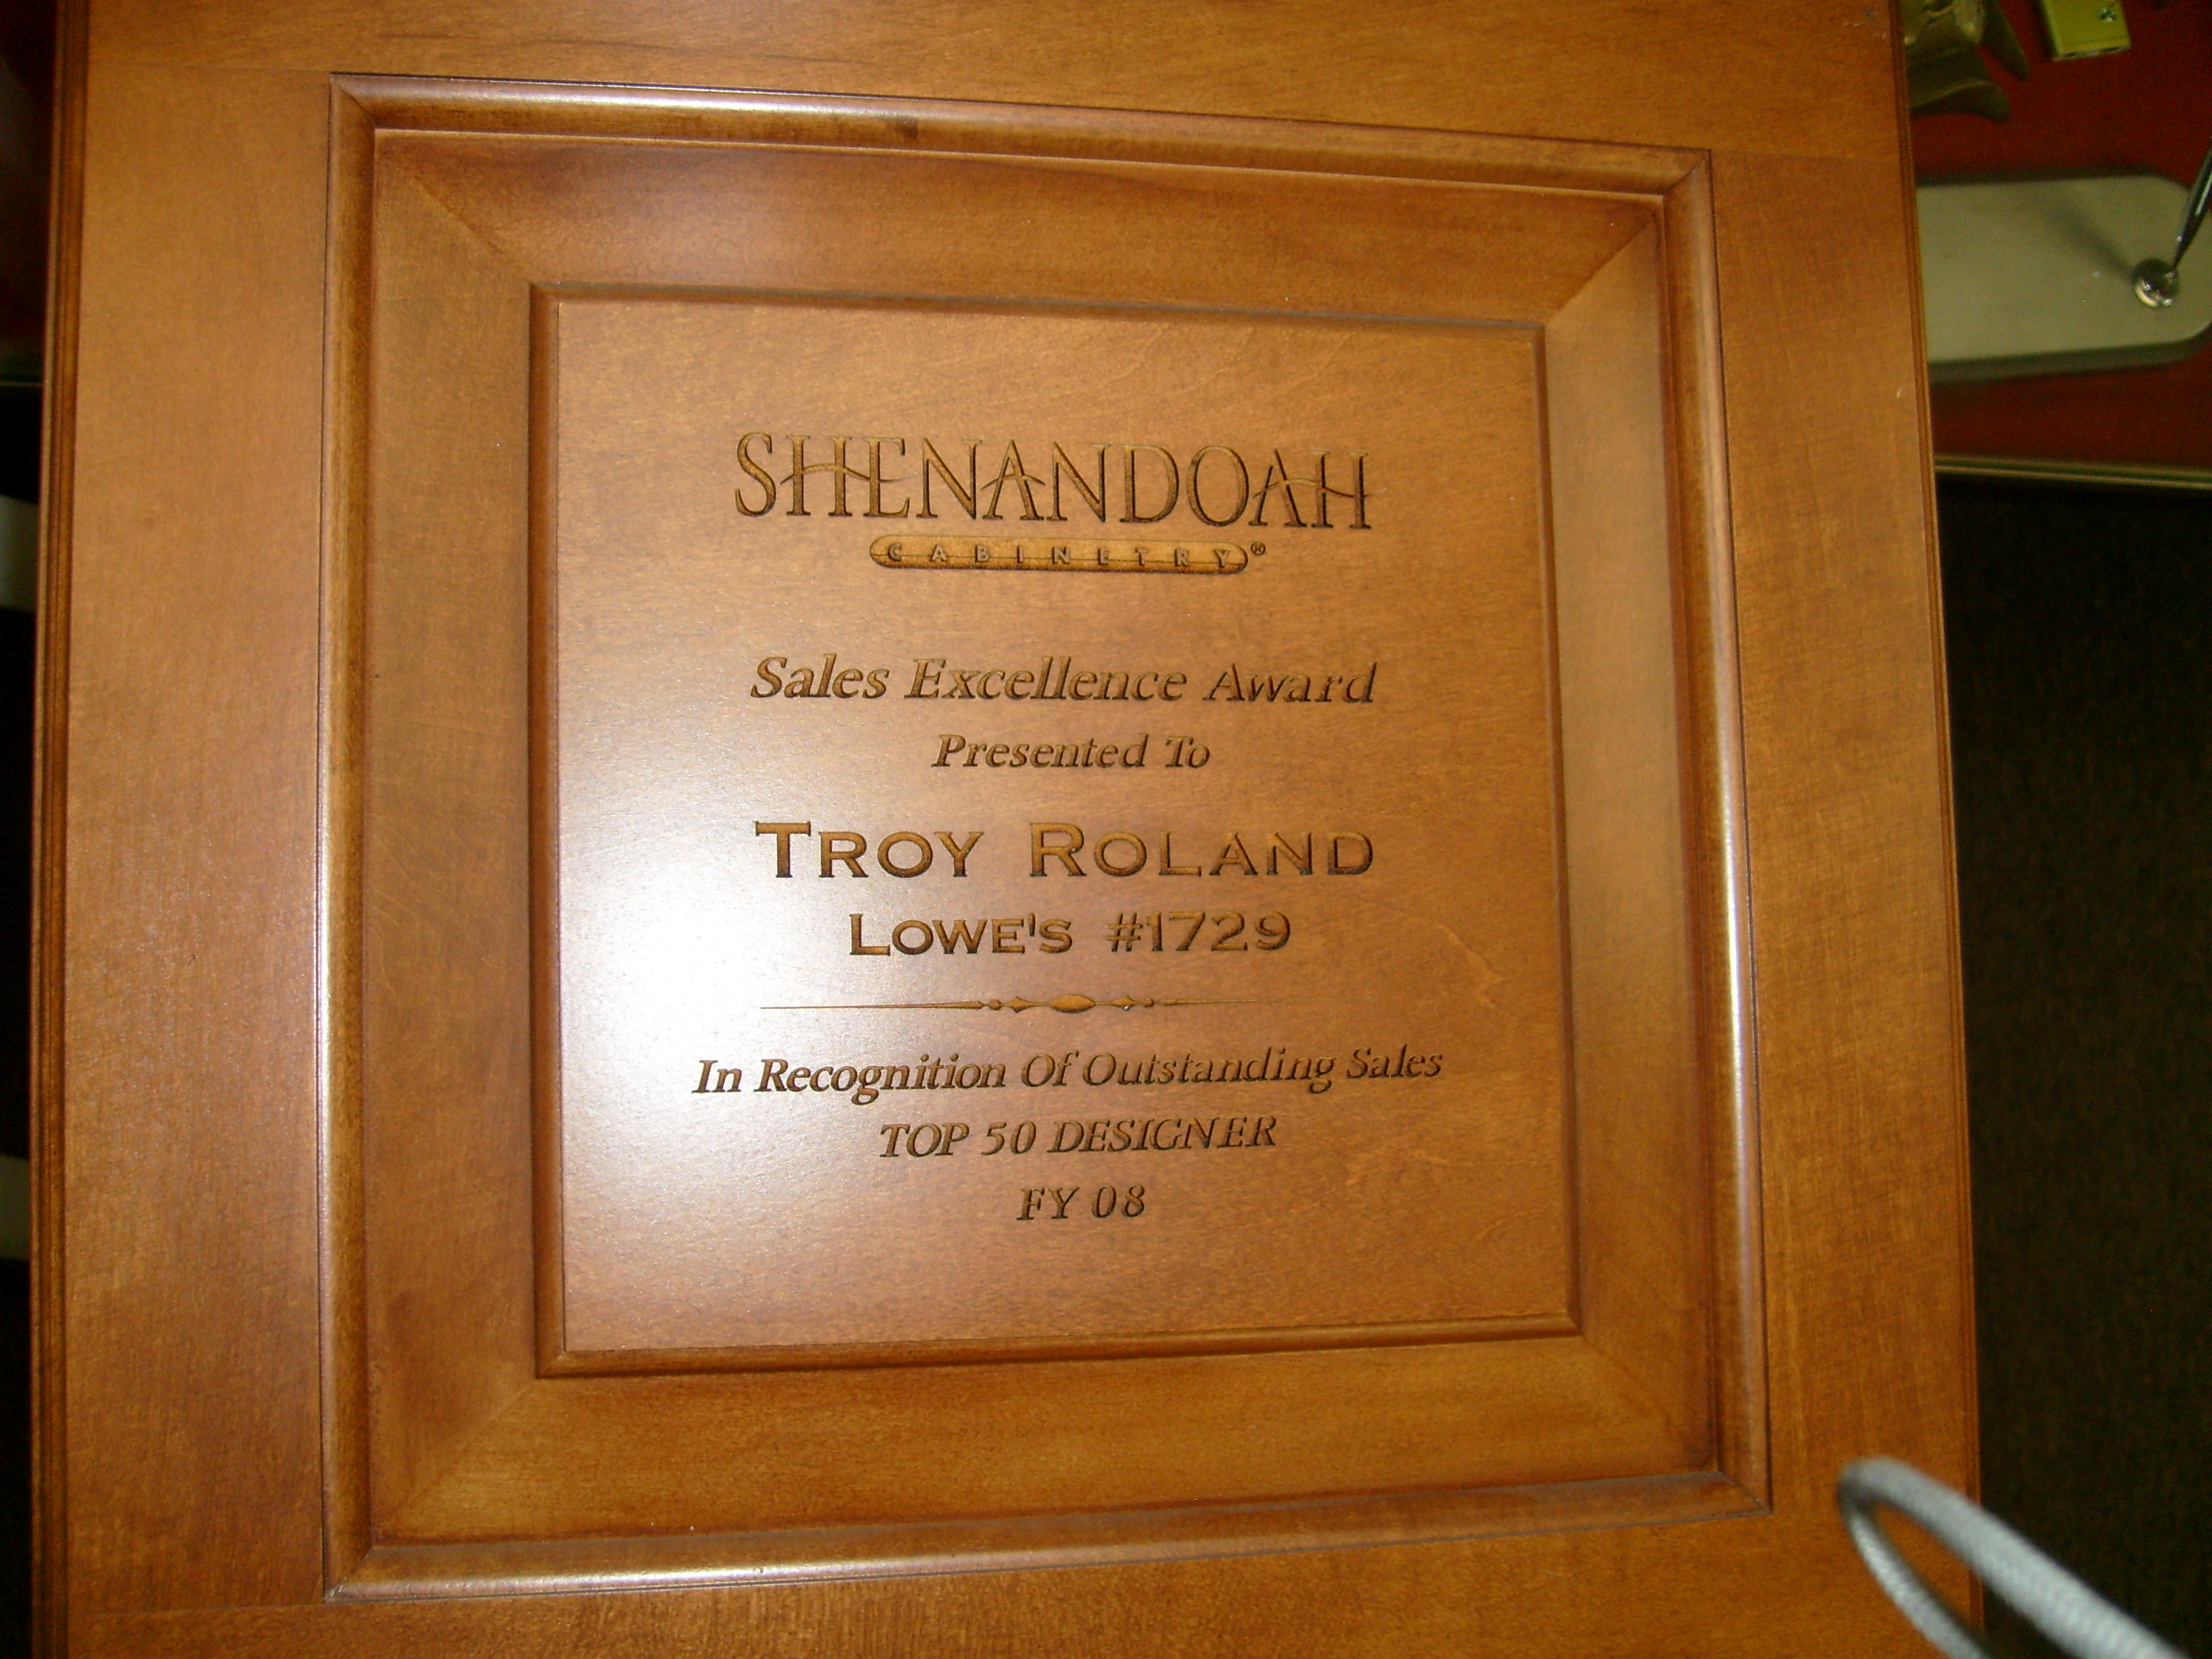 SHENANDOAH
CABINETRY®
Sales Excellence Award
Presented To
TROY ROLAND
LOWE'S #1729
In Recognition Of Outstanding Sales
TOP 50 DESIGNER
FY 08